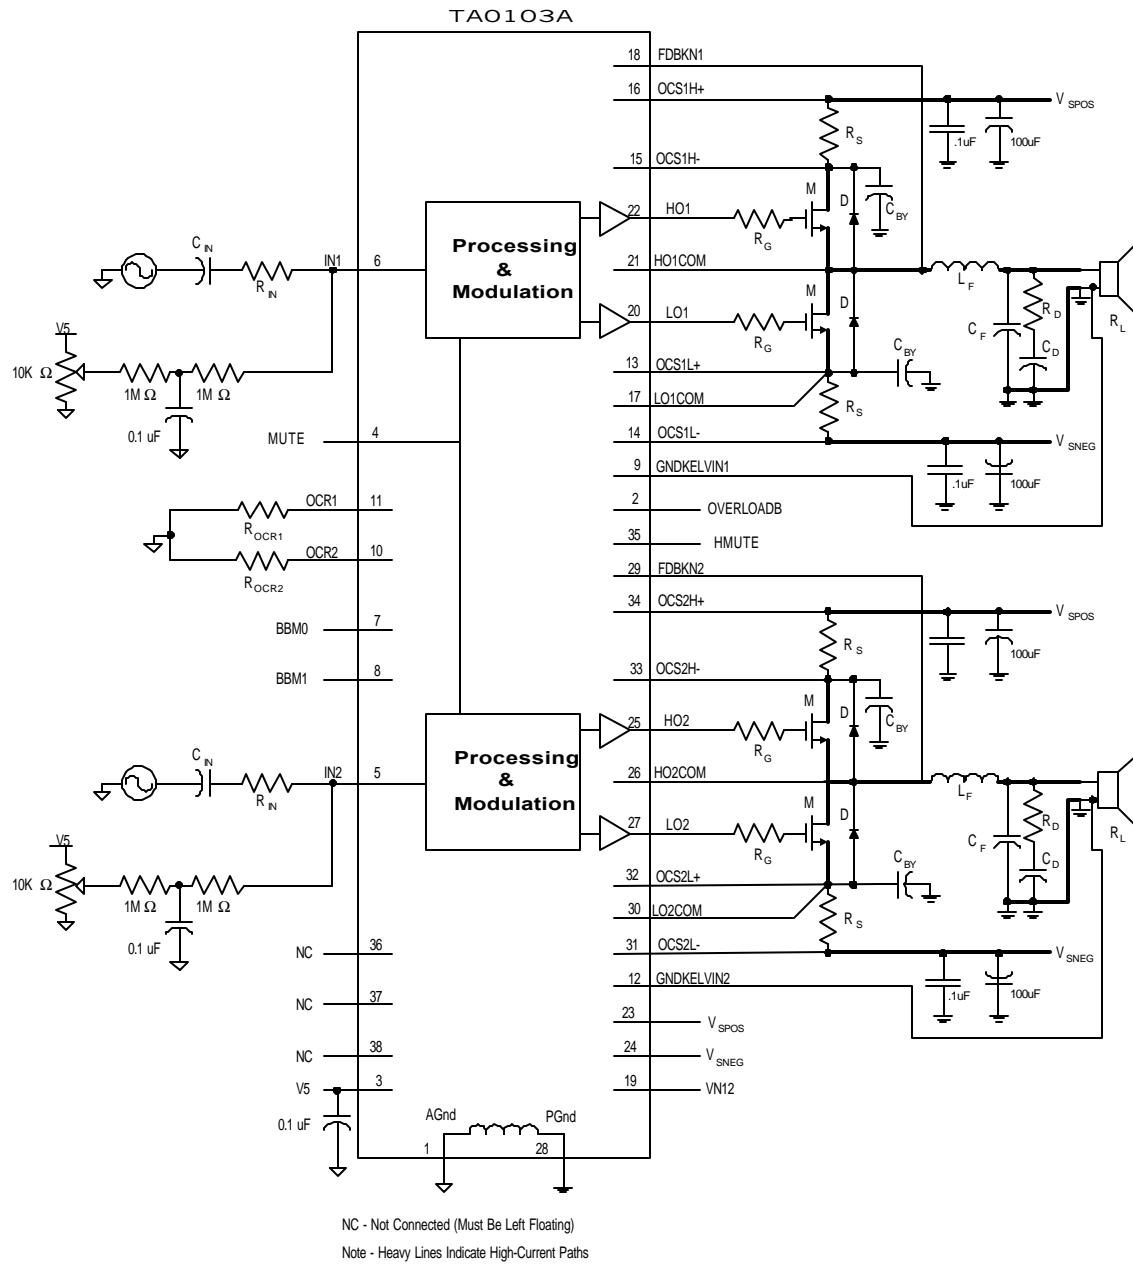 TA0103A
18 FDBKN1
16 OCS1H+
V SPOS
R S
.1uF
100uF
15 OCS1H-
M
D
C BY
22 HO1
R G
Processing
&
Modulation
C IN
R IN
IN1
6
21 HO1COM
L F
M
D
R D
R L
20 LO1
R G
C F
C D
V5
10K Ω
1M Ω
1M Ω
0.1 uF
13 OCS1L+
C BY
17 LO1COM
R S
MUTE
4
14 OCS1L-
V SNEG
9 GNDKELVIN1
.1uF
100uF
OCR1
11
R OCR1
2
OVERLOADB
35
HMUTE
OCR2
10
R OCR2
29 FDBKN2
34 OCS2H+
V SPOS
BBM0
7
R S
100uF
BBM1
8
33 OCS2H-
M
D
C BY
25 HO2
R G
Processing
&
Modulation
C IN
R IN
IN2
5
26 HO2COM
L F
M
D
R D
R L
27 LO2
R G
C F
C D
V5
10K Ω
1M Ω
1M Ω
0.1 uF
32 OCS2L+
C BY
30 LO2COM
R S
NC
36
31 OCS2L-
V SNEG
12 GNDKELVIN2
.1uF
100uF
NC
37
23
V SPOS
NC
38
24
V SNEG
V5
3
19
VN12
0.1 uF
AGnd
PGnd
1
28
NC - Not Connected (Must Be Left Floating)
Note - Heavy Lines Indicate High-Current Paths